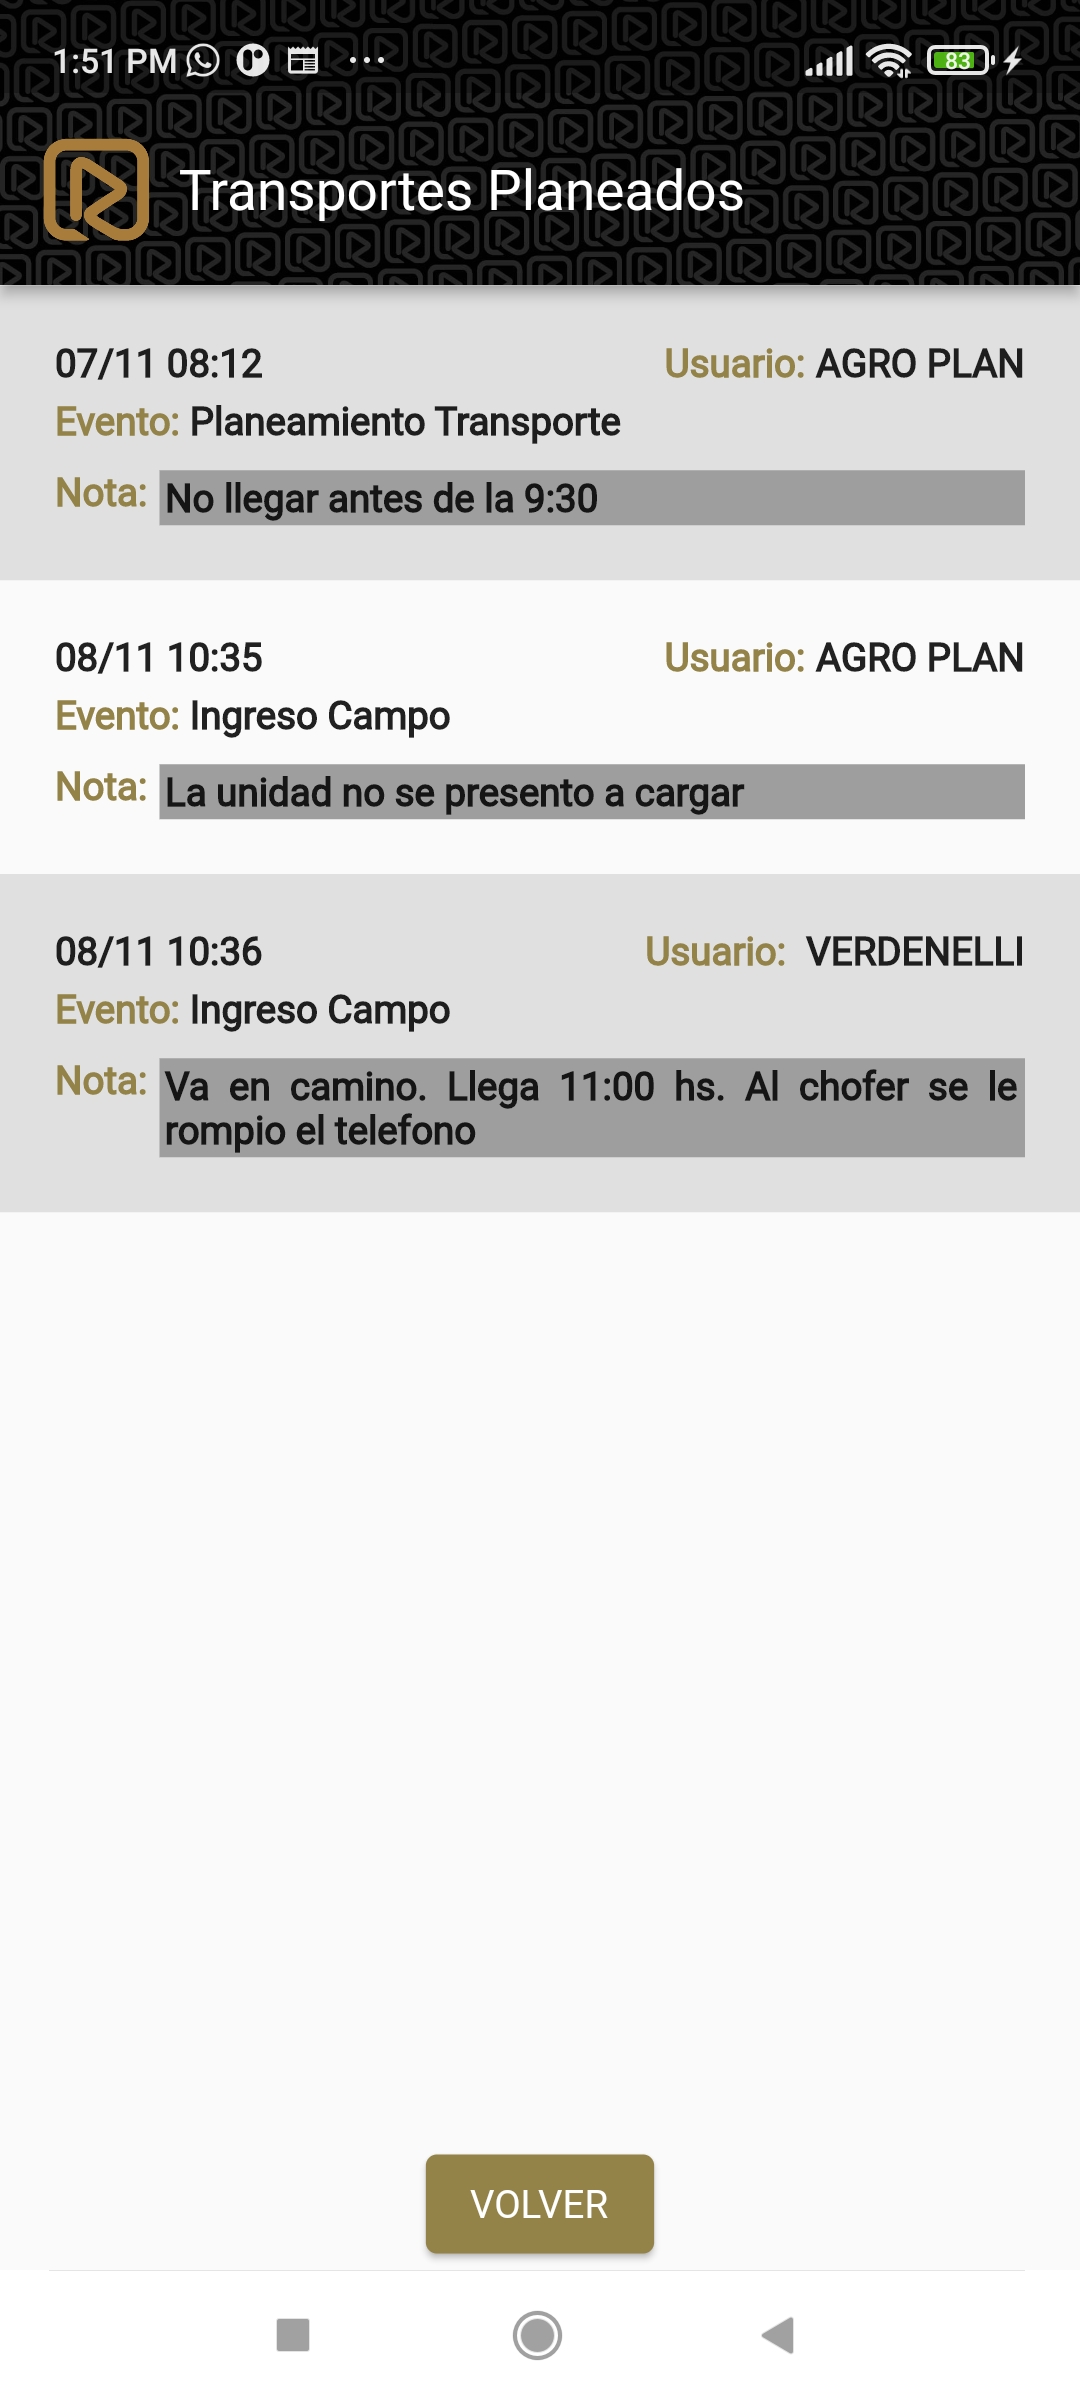 1:51 PM
83
Transportes Planeados
07/11 08:12 Usuario: AGRO PLAN
Evento: Planeamiento Transporte
Nota: No llegar antes de la 9:30
08/11 10:35 Usuario: AGRO PLAN
Evento: Ingreso Campo
Nota: La unidad no se presento a cargar
08/11 10:36 Usuario: VERDENELLI
Evento: Ingreso Campo
Nota: Va en camino. Llega 11:00 hs. Al chofer se le
rompio el telefono
VOLVER